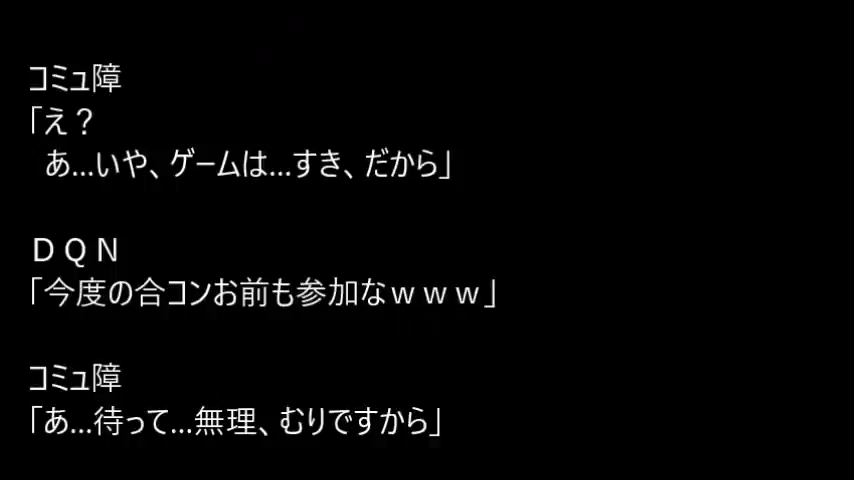 コミュ障
「え？
あ…いや、ゲームは…すき、だから」
ＤＱＮ
「今度の合コンお前も参加なｗｗｗ」
コミュ障
「あ…待って…無理、むりですから」